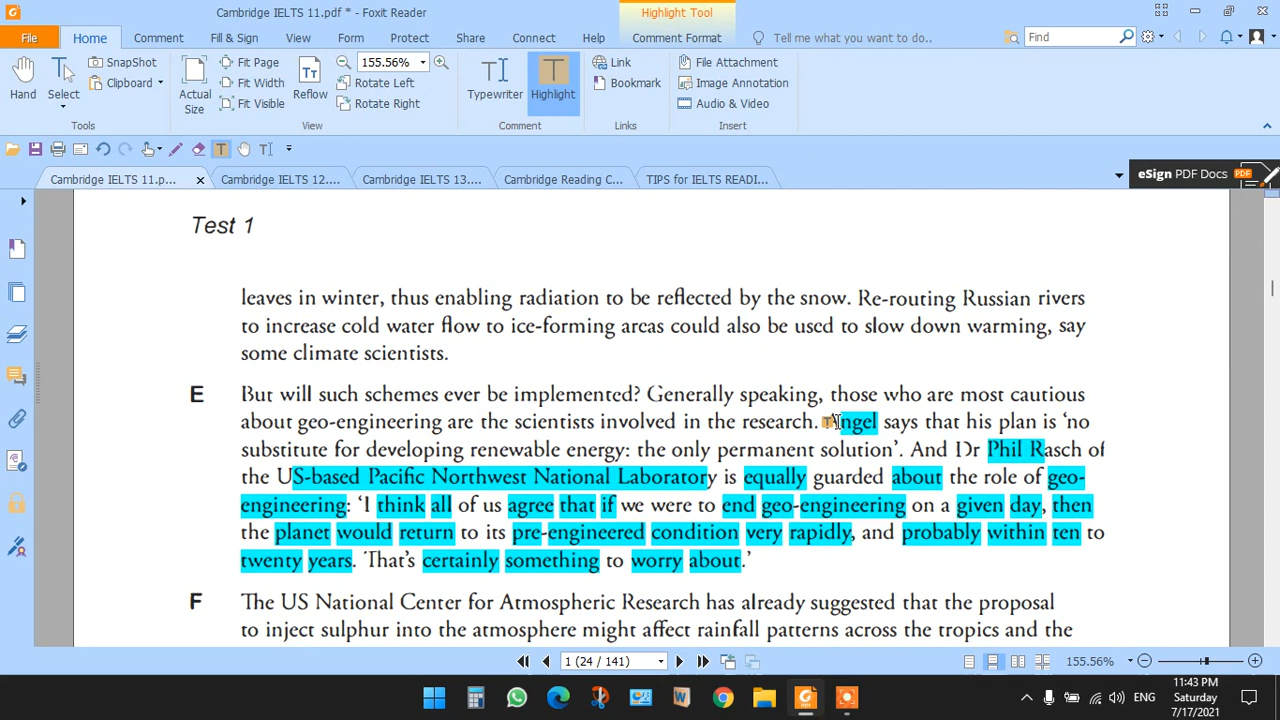 Cambridge IELTS 11.pdf * - Foxit Reader
Highlight Tool
File Home Comment Fill & Sign View Form Protect Share Connect Help Comment Format Tell me what you want to do.. Find
SnapShot Fit Page 155.56% Link File Attachment
Clipboard Fit Width Rotate Left Bookmark Image Annotation
Hand Select Actual Size Fit Visible Reflow Rotate Right Typewriter Highlight Audio & Video
Tools View Comment Links Insert
Cambridge IELTS 11.p... Cambridge IELTS 12.... Cambridge IELTS 13.... Cambridge Reading C... TIPS for IELTS READI... eSign PDF Docs PDF
Test 1
leaves in winter, thus enabling radiation to be reflected by the snow. Re-routing Russian rivers
to increase cold water flow to ice-forming areas could also be used to slow down warming, say
some climate scientists.
E But will such schemes ever be implemented? Generally speaking, those who are most cautious
about geo-engineering are the scientists involved in the research. Angel says that his plan is ‘no
substitute for developing renewable energy: the only permanent solution’. And Dr Phil Rasch of
the US-based Pacific Northwest National Laboratory is equally guarded about the role of geo-
engineering: ‘I think all of us agree that if we were to end geo-engineering on a given day, then
the planet would return to its pre-engineered condition very rapidly, and probably within ten to
twenty years. That’s certainly something to worry about.’
F The US National Center for Atmospheric Research has already suggested that the proposal
to inject sulphur into the atmosphere might affect rainfall patterns across the tropics and the
1 (24 / 141) 155.56%
ENG
11:43 PM
Saturday
7/17/2021